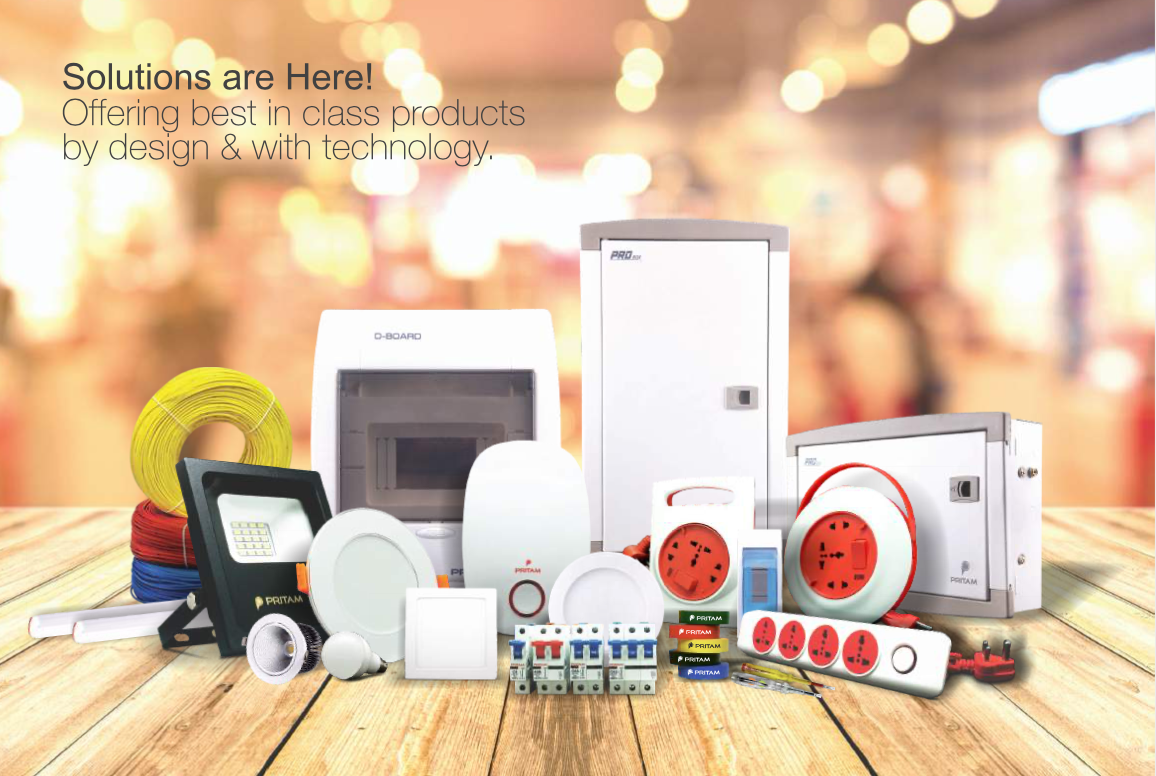 Solutions are Here!
Offering best in class products
by design & with technology.
PRO
D-BOARD
PRO
PRITAM
PRITAM
PRITAM
PRITAM
PRITAM
PRITAM
PRITAM
PRITAM